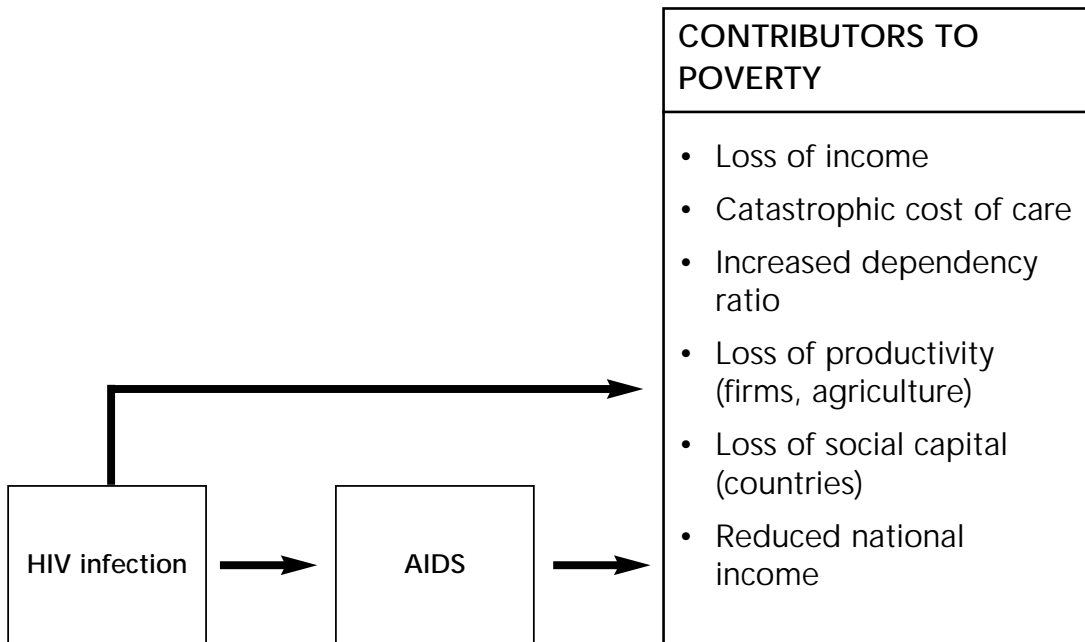 CONTRIBUTORS TO
POVERTY
• Loss of income
• Catastrophic cost of care
• Increased dependency
ratio
• Loss of productivity
(firms, agriculture)
• Loss of social capital
(countries)
• Reduced national
income
HIV infection
AIDS